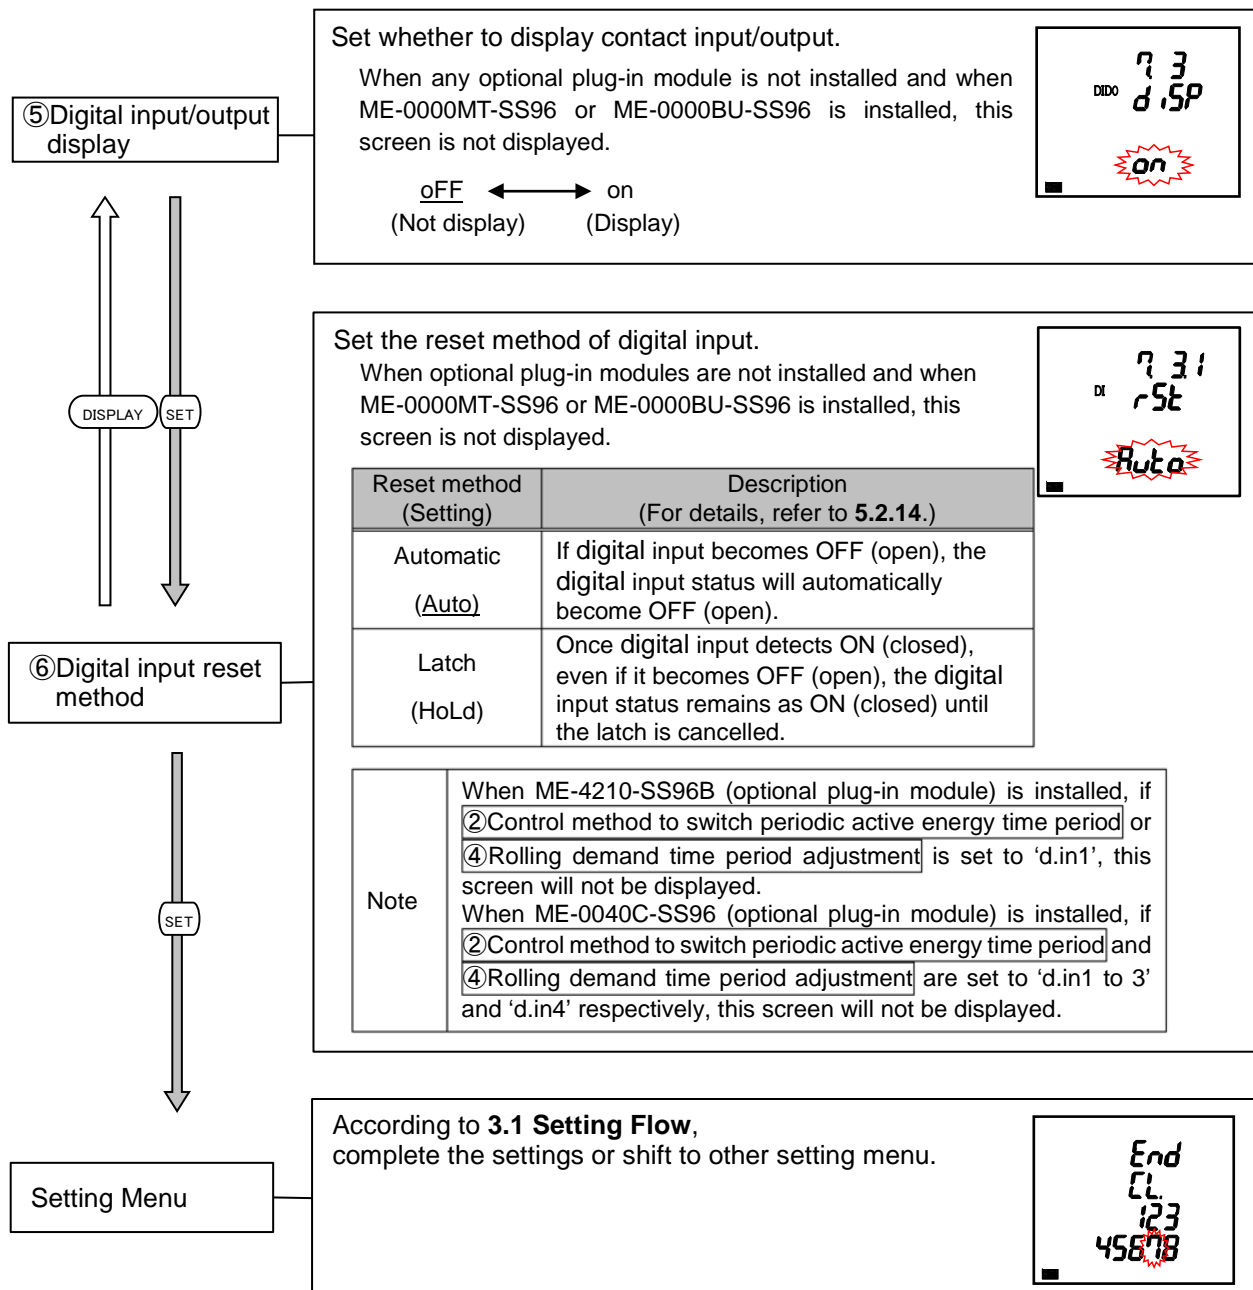 ⑤Digital input/output
display
Set whether to display contact input/output.
When any optional plug-in module is not installed and when
ME-0000MT-SS96 or ME-0000BU-SS96 is installed, this
screen is not displayed.
oFF on
(Not display) (Display)
7. 3
DIDO diSP
on
DISPLAY
SET
⑥Digital input reset
method
Set the reset method of digital input.
When optional plug-in modules are not installed and when
ME-0000MT-SS96 or ME-0000BU-SS96 is installed, this
screen is not displayed.
7. 3.1
DI rSt
Auto
Reset method
(Setting)
Description
(For details, refer to 5.2.14.)
Automatic
(Auto)
If digital input becomes OFF (open), the
digital input status will automatically
become OFF (open).
Latch
(HoLd)
Once digital input detects ON (closed),
even if it becomes OFF (open), the digital
input status remains as ON (closed) until
the latch is cancelled.
Note
When ME-4210-SS96B (optional plug-in module) is installed, if
②Control method to switch periodic active energy time period or
④Rolling demand time period adjustment is set to ‘d.in1’, this
screen will not be displayed.
When ME-0040C-SS96 (optional plug-in module) is installed, if
②Control method to switch periodic active energy time period and
④Rolling demand time period adjustment are set to ‘d.in1 to 3’
and ‘d.in4’ respectively, this screen will not be displayed.
SET
Setting Menu
According to 3.1 Setting Flow,
complete the settings or shift to other setting menu.
End
CL.
123
45678